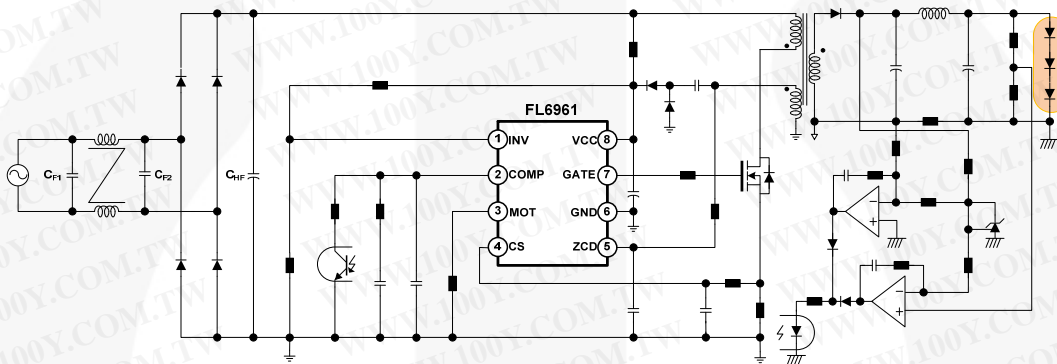 FL6961
1 INV
VCC 8
2 COMP
GATE 7
3 MOT
GND 6
4 CS
ZCD 5
CF1
CF2
CHF
WWW.100Y.COM.TW